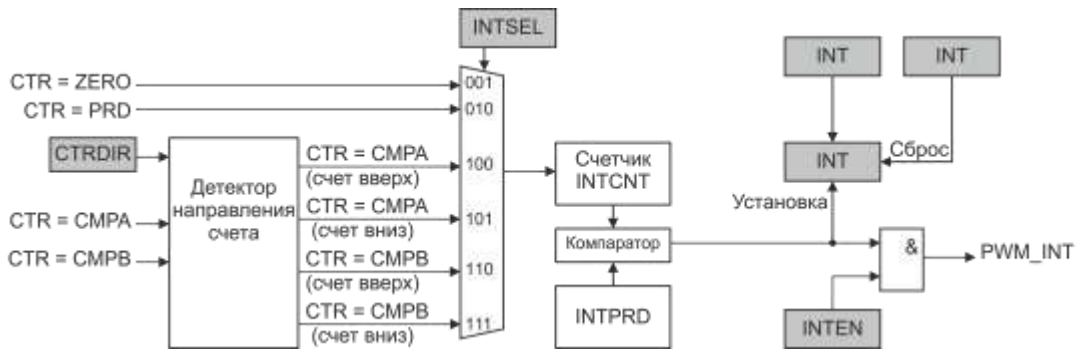 INTSEL
INT
INT
CTR = ZERO
001
CTR = PRD
010
CTRDIR
CTR = CMPA
(счет вверх)
100
Счетчик
INTCNT
INT
Сброс
Детектор
направления
счета
CTR = CMPA
CTR = CMPA
(счет вниз)
101
Установка
CTR = CMPB
CTR = CMPB
(счет вверх)
110
Компаратор
&
PWM_INT
CTR = CMPB
(счет вниз)
111
INTPRD
INTEN